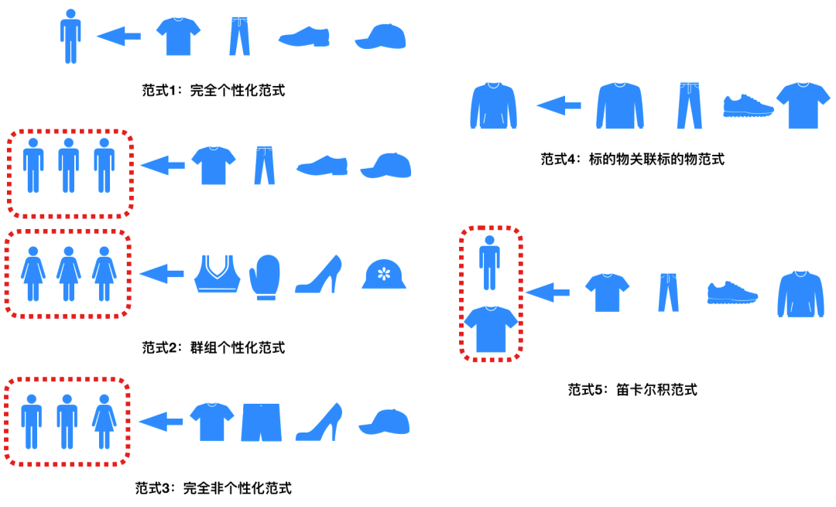 范式1：完全个性化范式
范式2：群组个性化范式
范式3：完全非个性化范式
范式4：标的物关联标的物范式
范式5：笛卡尔积范式